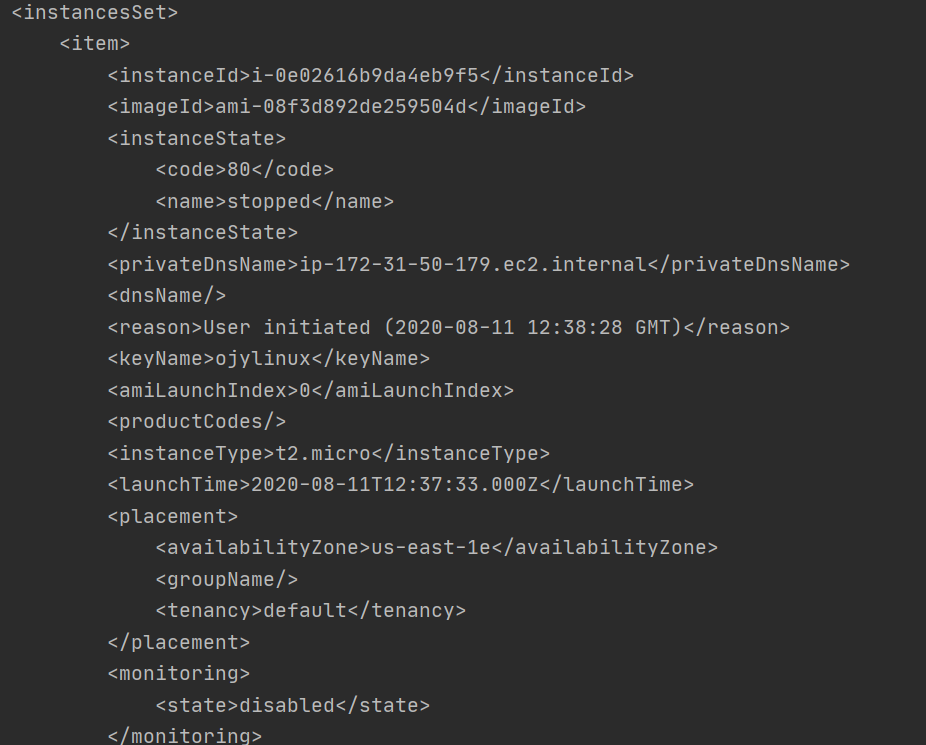 <instancesSet>
<item>
<instanceId>i-0e02616b9da4eb9f5</instanceId>
<imageId>ami-08f3d892de259504d</imageId>
<instanceState>
<code>80</code>
<name>stopped</name>
</instanceState>
<privateDnsName>ip-172-31-50-179.ec2.internal</privateDnsName>
<dnsName/>
<reason>User initiated (2020-08-11 12:38:28 GMT)</reason>
<keyName>ojylinux</keyName>
<amiLaunchIndex>0</amiLaunchIndex>
<productCodes/>
<instanceType>t2.micro</instanceType>
<launchTime>2020-08-11T12:37:33.000Z</launchTime>
<placement>
<availabilityZone>us-east-1e</availabilityZone>
<groupName/>
<tenancy>default</tenancy>
</placement>
<monitoring>
<state>disabled</state>
</monitoring>